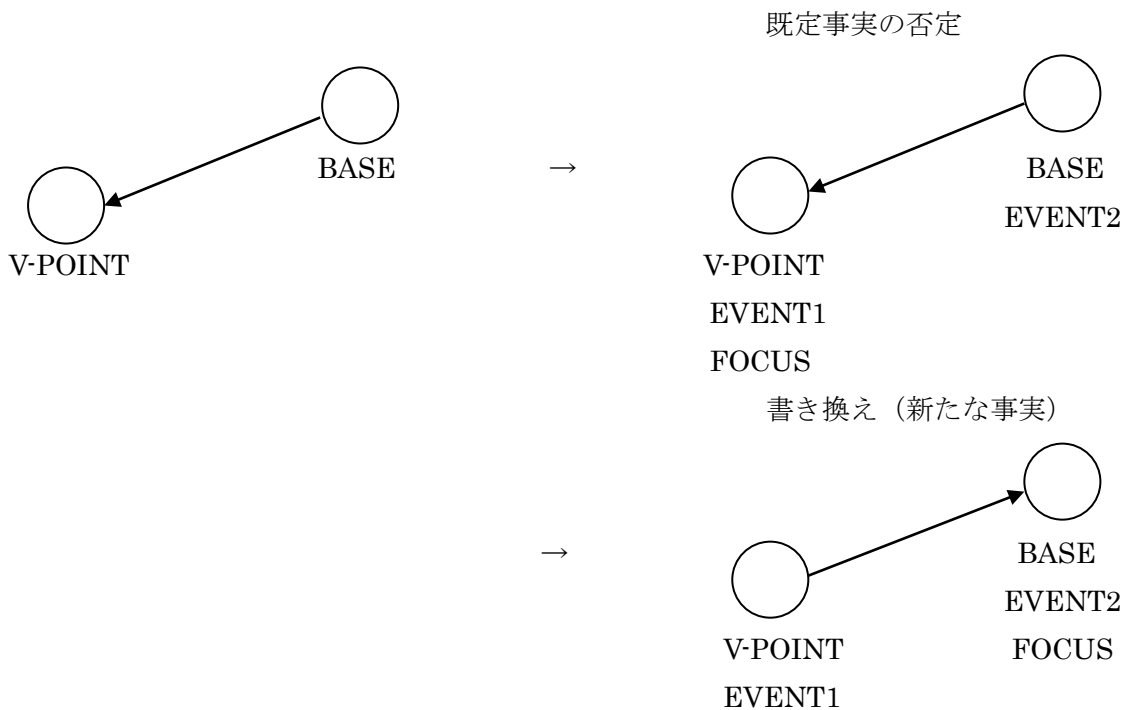 既定事実の否定
BASE
V-POINT
→
BASE
EVENT2
V-POINT
EVENT1
FOCUS
書き換え（新たな事実）
→
BASE
EVENT2
FOCUS
V-POINT
EVENT1